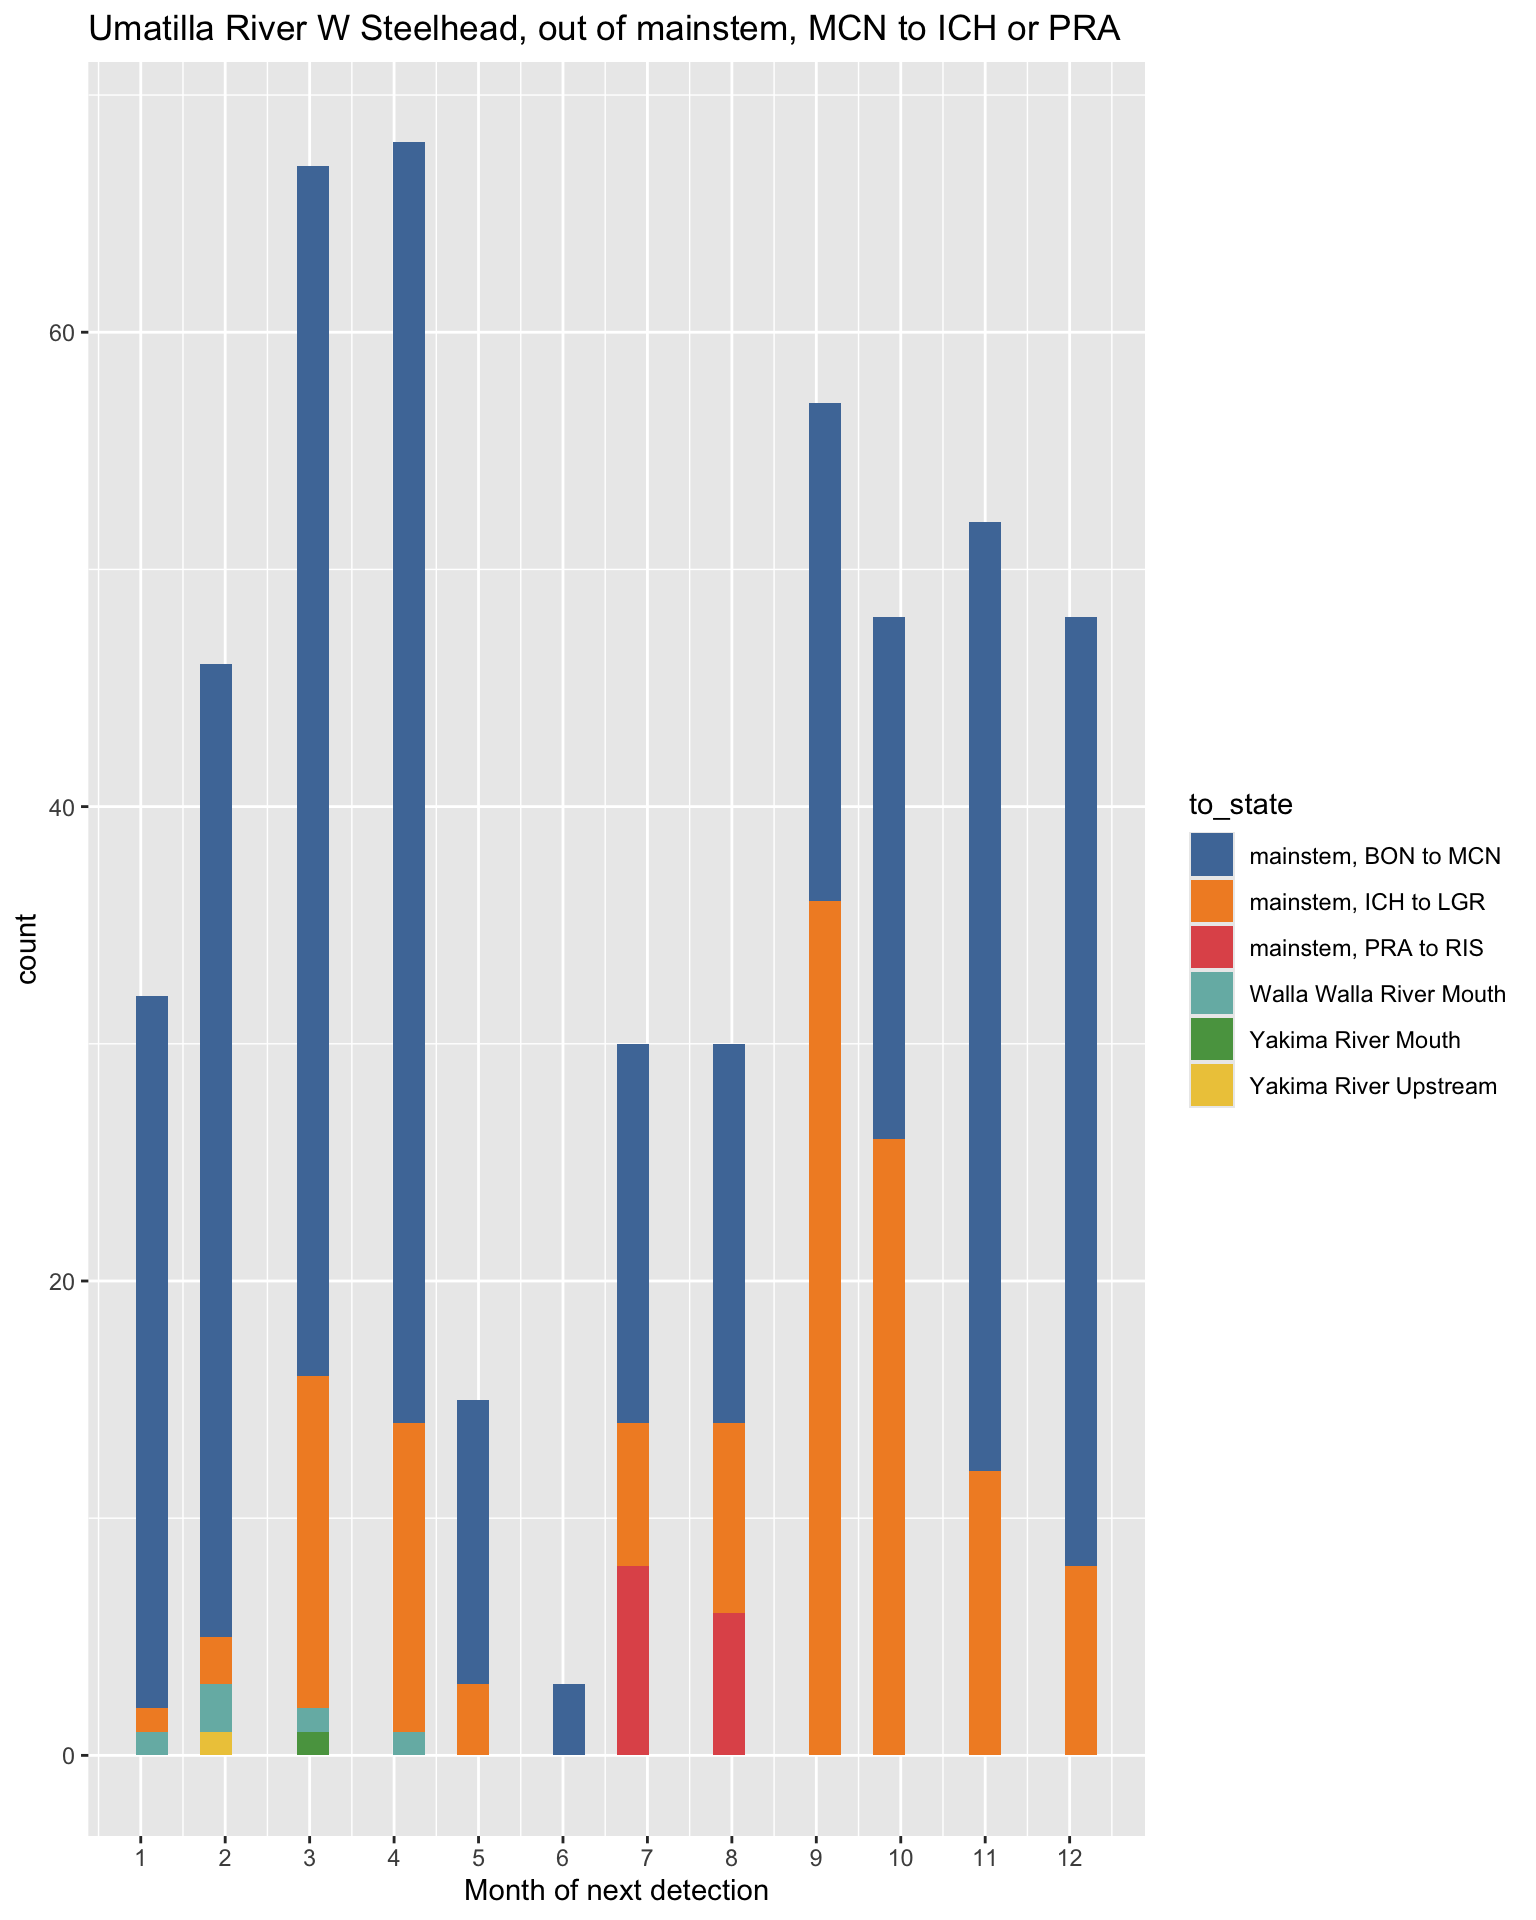 Umatilla River W Steelhead, out of mainstem, MCN to ICH or PRA
60
40
20
0
count
1 2 3 4 5 6 7 8 9 10 11 12
Month of next detection
to_state
mainstem, BON to MCN
mainstem, ICH to LGR
mainstem, PRA to RIS
Walla Walla River Mouth
Yakima River Mouth
Yakima River Upstream